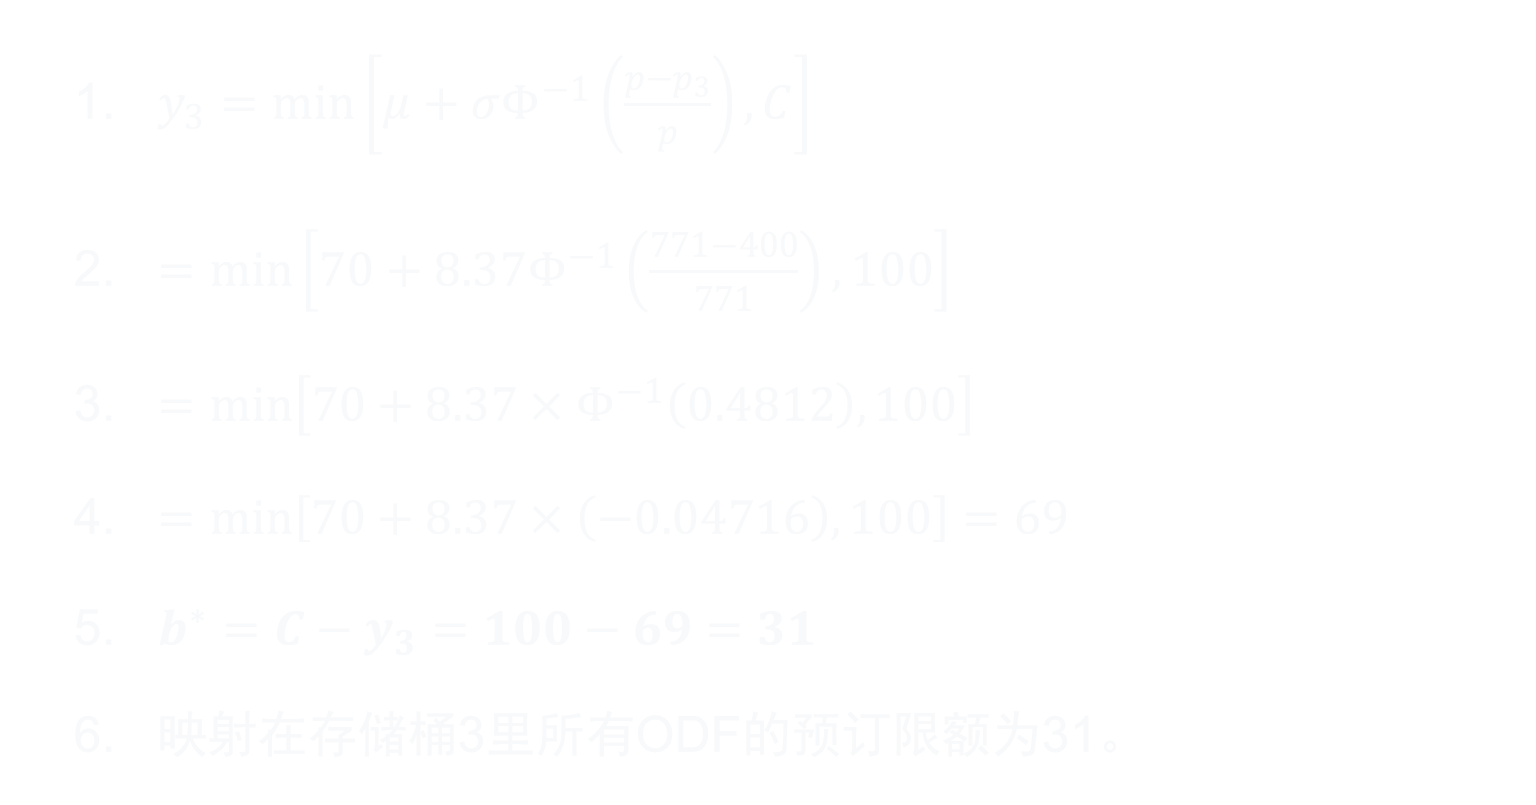 1. y₃ = min[μ + σΦ⁻¹((p−p₃)/p), C]
2. = min[70 + 8.37Φ⁻¹((771−400)/771), 100]
3. = min[70 + 8.37 × Φ⁻¹(0.4812), 100]
4. = min[70 + 8.37 × (−0.04716), 100] = 69
5. b* = C − y₃ = 100 − 69 = 31
6. 映射在存储桶3里所有ODF的预订限额为31。